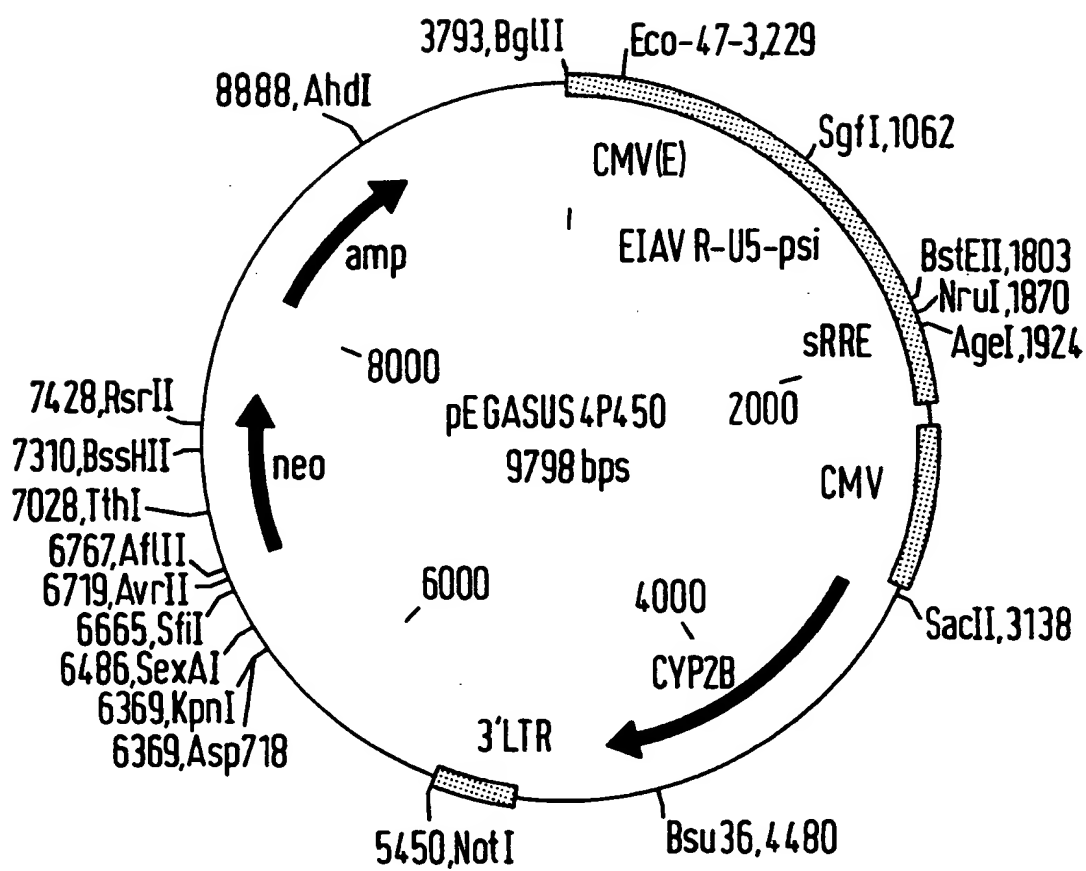 3793,BglII
Eco-47-3,229
8888,AhdI
SgfI,1062
CMV(E)
EIAV R-U5-psi
amp
BstEII,1803
NruI,1870
AgeI,1924
sRRE
8000
2000
7428,RsrII
pEGASUS4P450
9798 bps
7310,BssHII
neo
CMV
7028,TthI
6767,AflII
6719,AvrII
6665,SfiI
6486,SexAI
6369,KpnI
6369,Asp718
6000
4000
SacII,3138
CYP2B
3'LTR
5450,NotI
Bsu36,4480